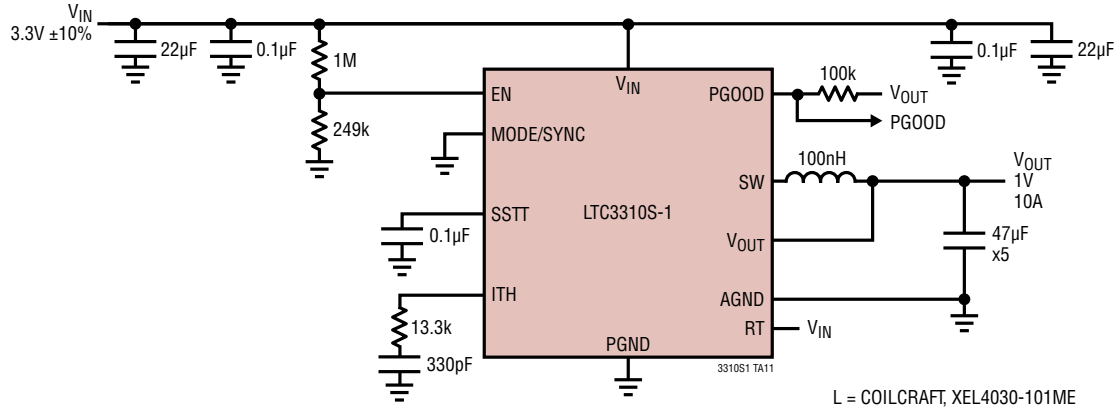 VIN
3.3V ±10%
22µF
0.1µF
1M
249k
0.1µF
22µF
VIN
EN
MODE/SYNC
SSTT
ITH
LTC3310S-1
PGOOD
SW
VOUT
AGND
RT
PGND
100k
VOUT
PGOOD
100nH
VOUT
1V
10A
47µF
x5
VIN
0.1µF
13.3k
330pF
3310S1 TA11
L = COILCRAFT, XEL4030-101ME